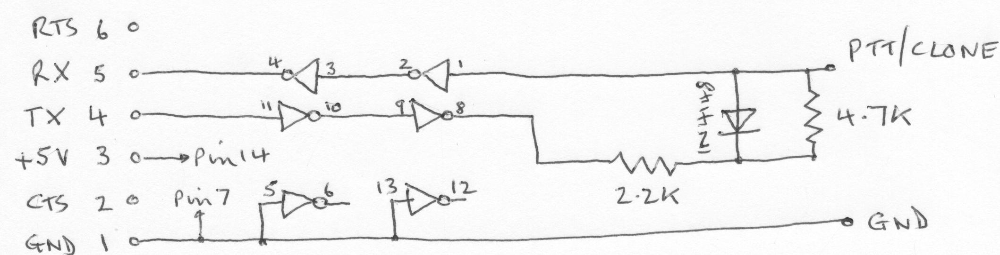 RTS 6
PTT/CLONE
RX 5 4 3 2 1
1N4148
TX 4 11 10 9 8 4.7K
+5V 3 Pin 14
CTS 2 Pin 7 5 6 13 12 2.2K
GND 1 GND